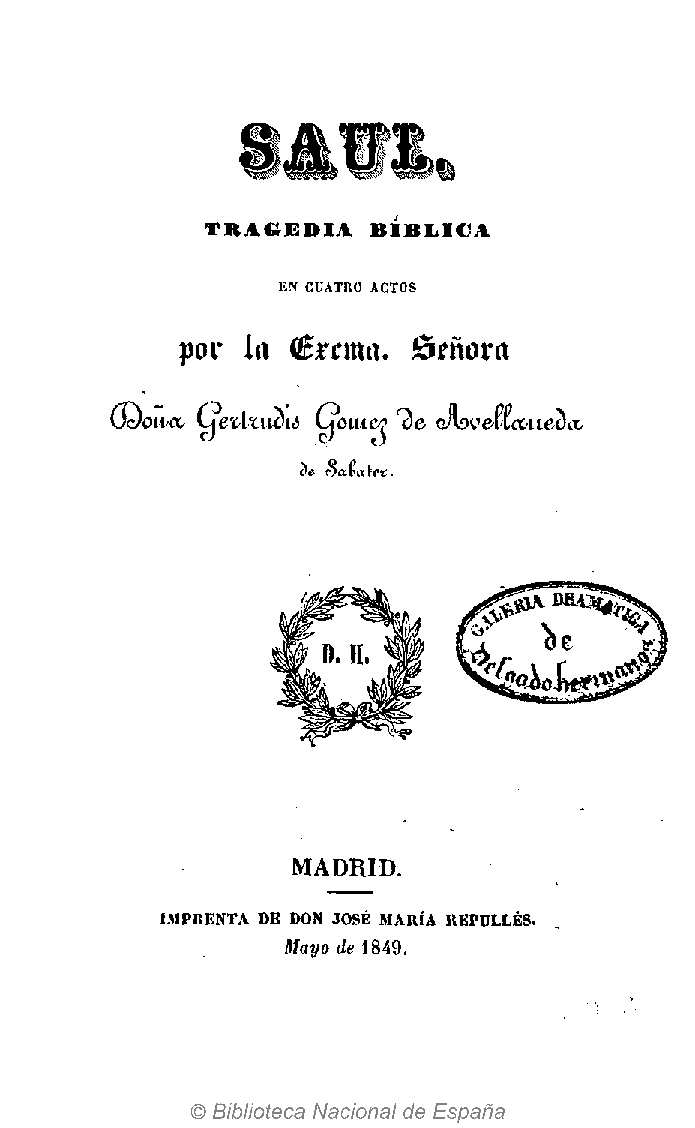 SAUL.
TRAGEDIA BÍBLICA
EN CUATRO ACTOS
por la Excma. Señora
Doña Gertrudis Gomez de Avellaneda
de Sabater.
D. H.
GALERIA DRAMATICA
de
Delgado hermanos
MADRID.
IMPRENTA DE DON JOSÉ MARÍA REPULLÉS.
Mayo de 1849.
© Biblioteca Nacional de España